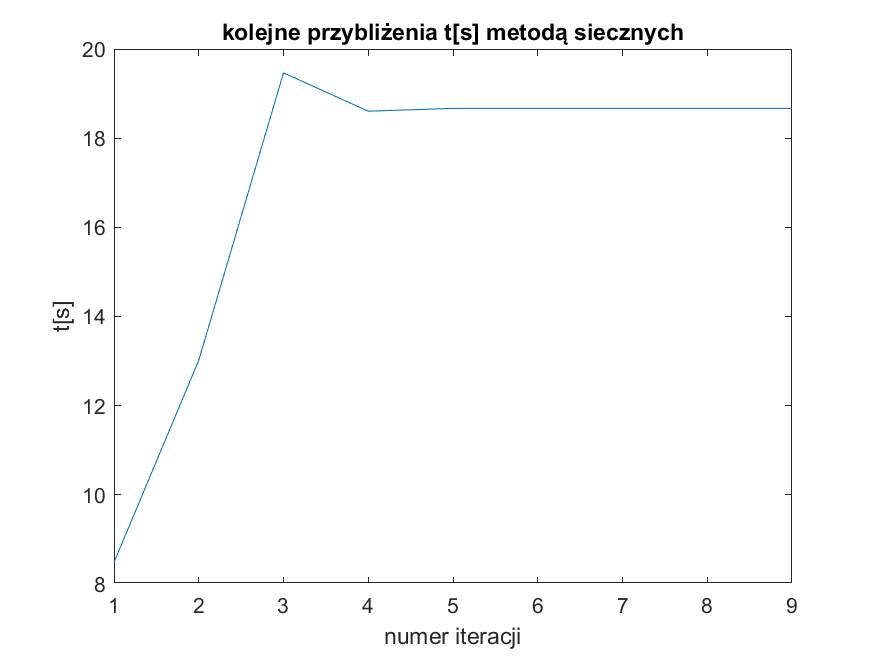 kolejne przybliżenia t[s] metodą siecznych
20
18
16
14
12
10
8
t[s]
1 2 3 4 5 6 7 8 9
numer iteracji